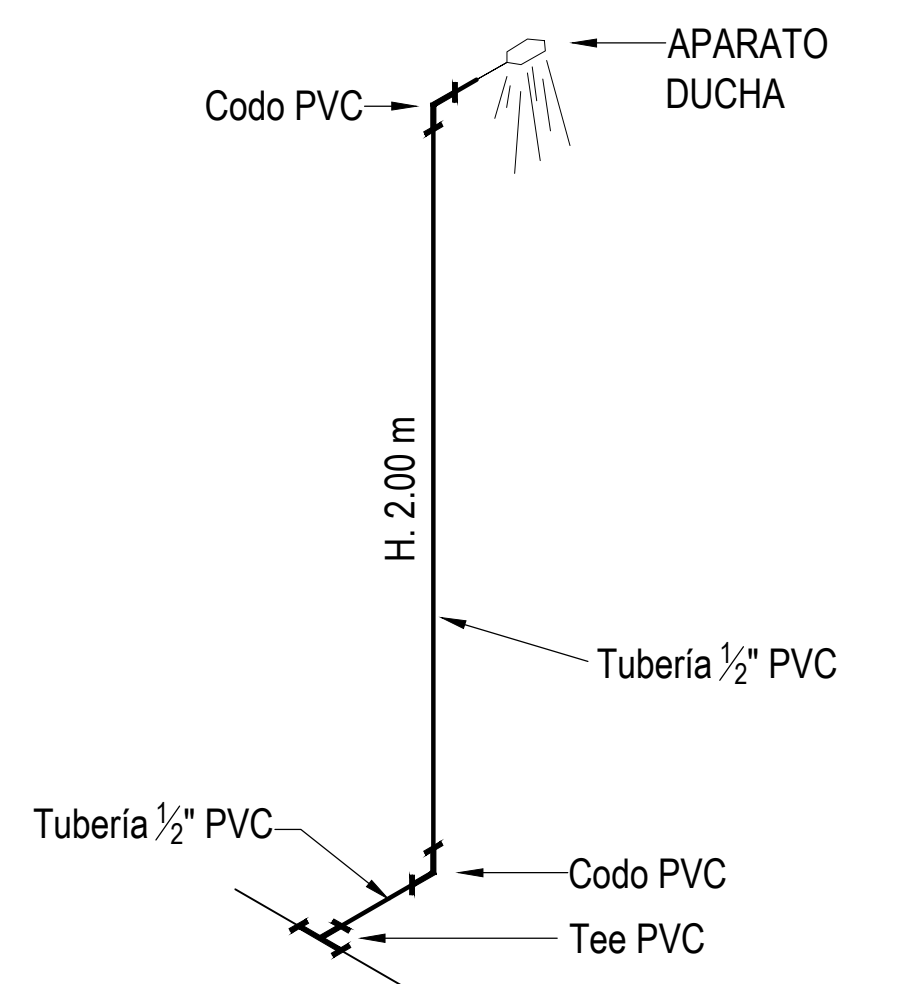 APARATO
DUCHA
Codo PVC
H. 2.00 m
Tubería ½" PVC
Tubería ½" PVC
Codo PVC
Tee PVC